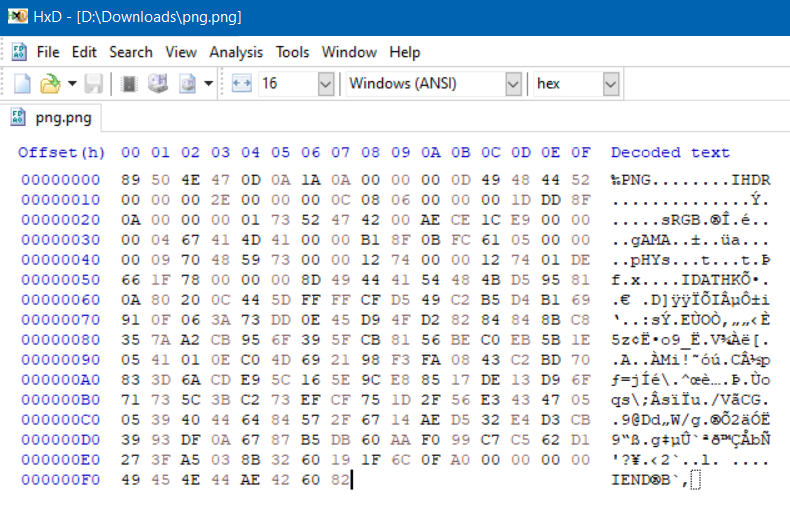 HxD - [D:\Downloads\png.png]
File Edit Search View Analysis Tools Window Help
16 Windows (ANSI) hex
png.png
Offset(h) 00 01 02 03 04 05 06 07 08 09 0A 0B 0C 0D 0E 0F Decoded text
00000000 89 50 4E 47 0D 0A 1A 0A 00 00 00 0D 49 48 44 52 ‰PNG........IHDR
00000010 00 00 00 2E 00 00 00 0C 08 06 00 00 00 1D DD 8F ..............Ý.
00000020 0A 00 00 00 01 73 52 47 42 00 AE CE 1C E9 00 00 .....sRGB.®Î.é..
00000030 00 04 67 41 4D 41 00 00 B1 8F 0B FC 61 05 00 00 ..gAMA..±..üa...
00000040 00 09 70 48 59 73 00 00 12 74 00 00 12 74 01 DE ..pHYs...t...t.Þ
00000050 66 1F 78 00 00 00 8D 49 44 41 54 48 4B D5 95 81 f.x....IDATHKÕ•.
00000060 0A 80 20 0C 44 5D FF FF CF D5 49 C2 B5 D4 B1 69 .€ .D]ÿÿÏÕIÂµÔ±i
00000070 91 0F 06 3A 73 DD 0E 45 D9 4F D2 82 84 84 8B C8 ‘..:sÝ.EÙOÒ‚„„‹È
00000080 35 7A A2 CB 95 6F 39 5F CB 81 56 BE C0 EB 5B 1E 5z¢Ë•o9_Ë.V¾Àë[.
00000090 05 41 01 0E C0 4D 69 21 98 F3 FA 08 43 C2 BD 70 .A..ÀMi!˜óú.CÂ½p
000000A0 83 3D 6A CD E9 5C 16 5E 9C E8 85 17 DE 13 D9 6F ƒ=jÍé\.^œè….Þ.Ùo
000000B0 71 73 5C 3B C2 73 EF CF 75 1D 2F 56 E3 43 47 05 qs\;ÂsïÏu./VãCG.
000000C0 05 39 40 44 64 84 57 2F 67 14 AE D5 32 E4 D3 CB .9@Dd„W/g.®Õ2äÓË
000000D0 39 93 DF 0A 67 87 B5 DB 60 AA F0 99 C7 C5 62 D1 9“ß.g‡µÛ`ªð™ÇÅbÑ
000000E0 27 3F A5 03 8B 32 60 19 1F 6C 0F A0 00 00 00 00 '?¥.‹2`..l. ....
000000F0 49 45 4E 44 AE 42 60 82 IEND®B`‚